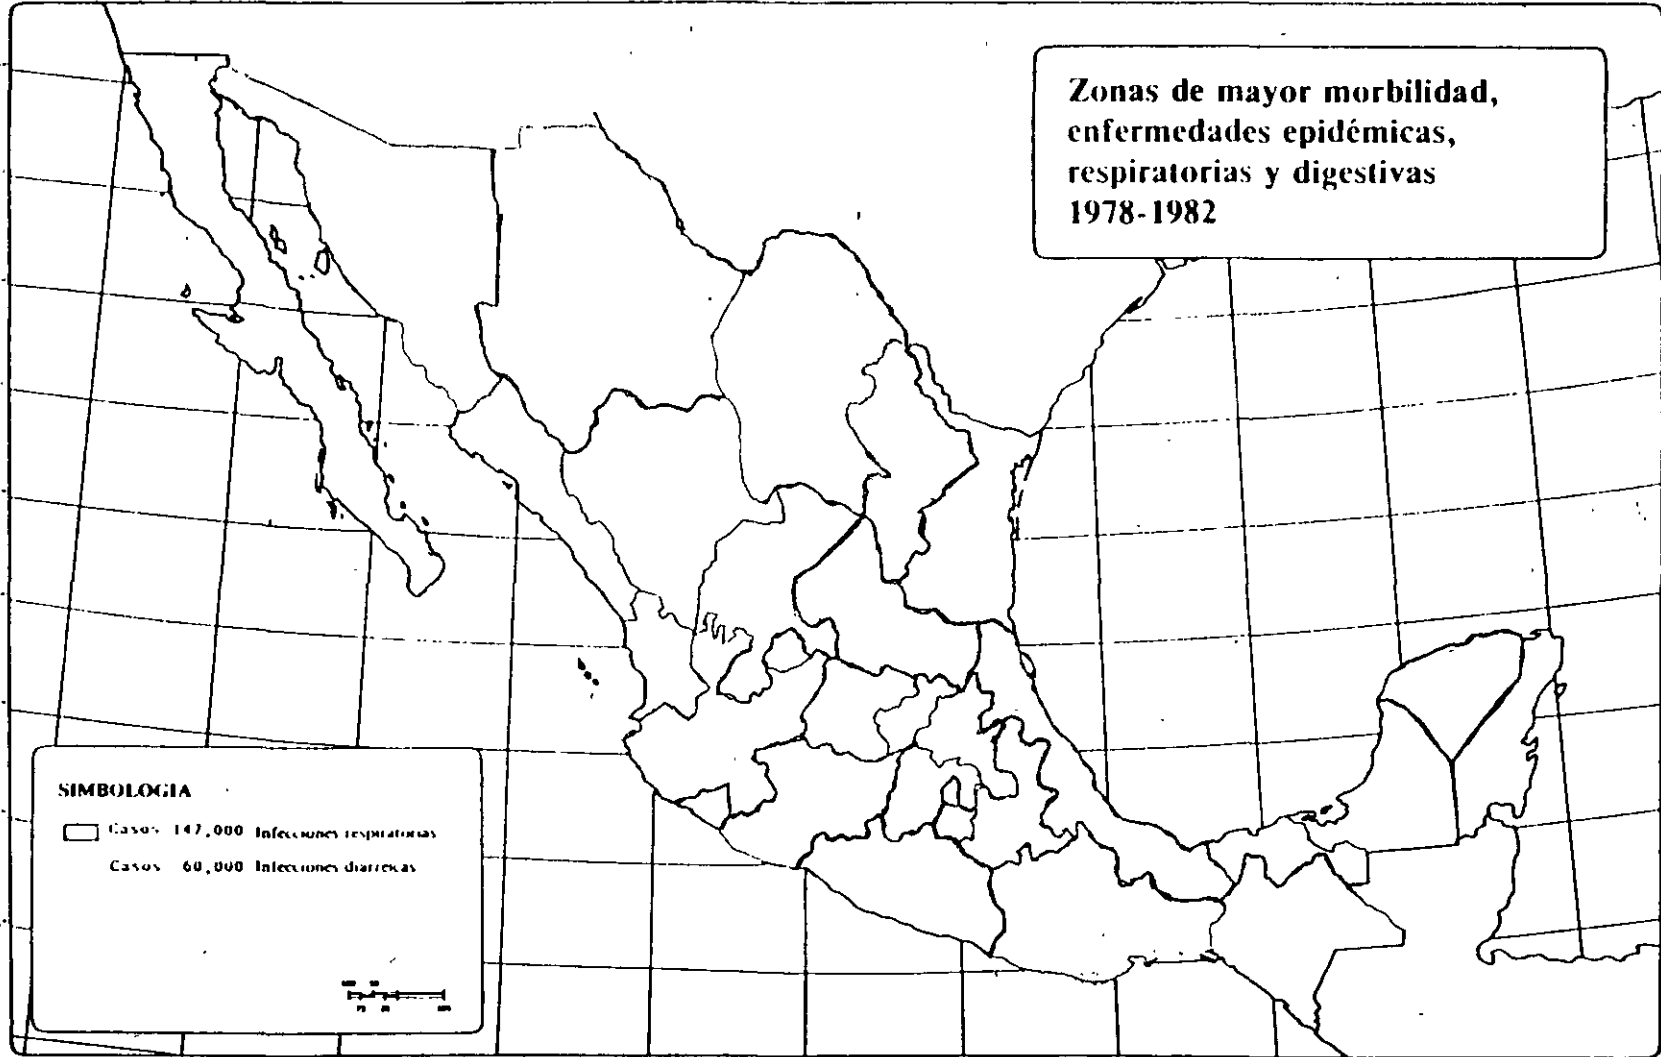 Zonas de mayor morbilidad,
enfermedades epidémicas,
respiratorias y digestivas
1978-1982
SIMBOLOGIA
Casos 147,000 Infecciones respiratorias
Casos 60,000 Infecciones diarreicas